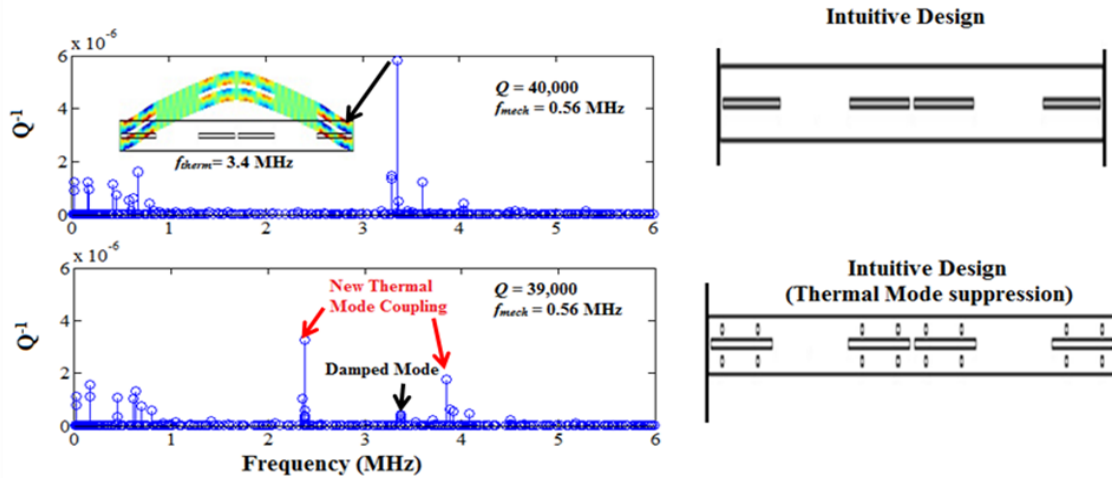 x 10⁻⁶
6
4
2
0
Q⁻¹
Q = 40,000
f_mech = 0.56 MHz
f_therm = 3.4 MHz
1 2 3 4 5 6
Intuitive Design
x 10⁻⁶
6
4
2
0
Q⁻¹
New Thermal
Mode Coupling
Q = 39,000
f_mech = 0.56 MHz
Damped Mode
0 1 2 3 4 5 6
Frequency (MHz)
Intuitive Design
(Thermal Mode suppression)